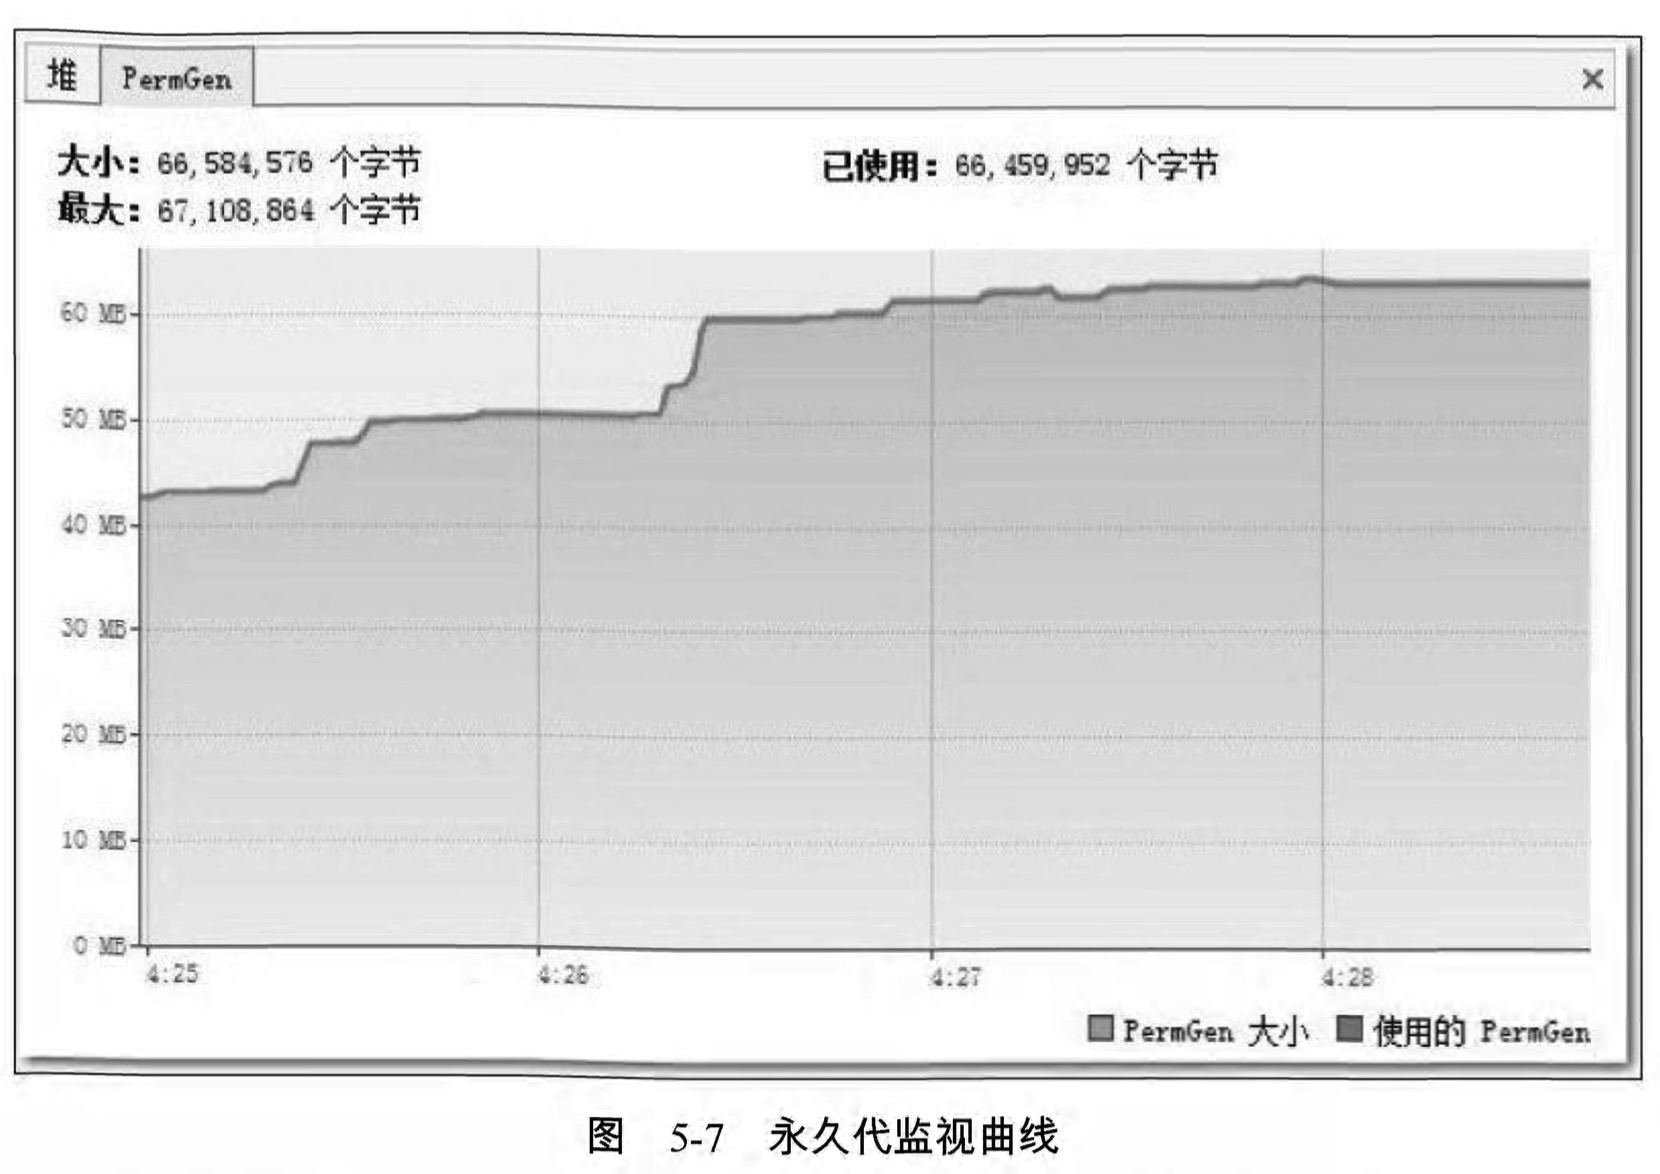 堆 PermGen ×
大小: 66,584,576 个字节 已使用: 66,459,952 个字节
最大: 67,108,864 个字节
60 MB
50 MB
40 MB
30 MB
20 MB
10 MB
0 MB
4:25 4:26 4:27 4:28
PermGen 大小 使用的 PermGen
图 5-7 永久代监视曲线